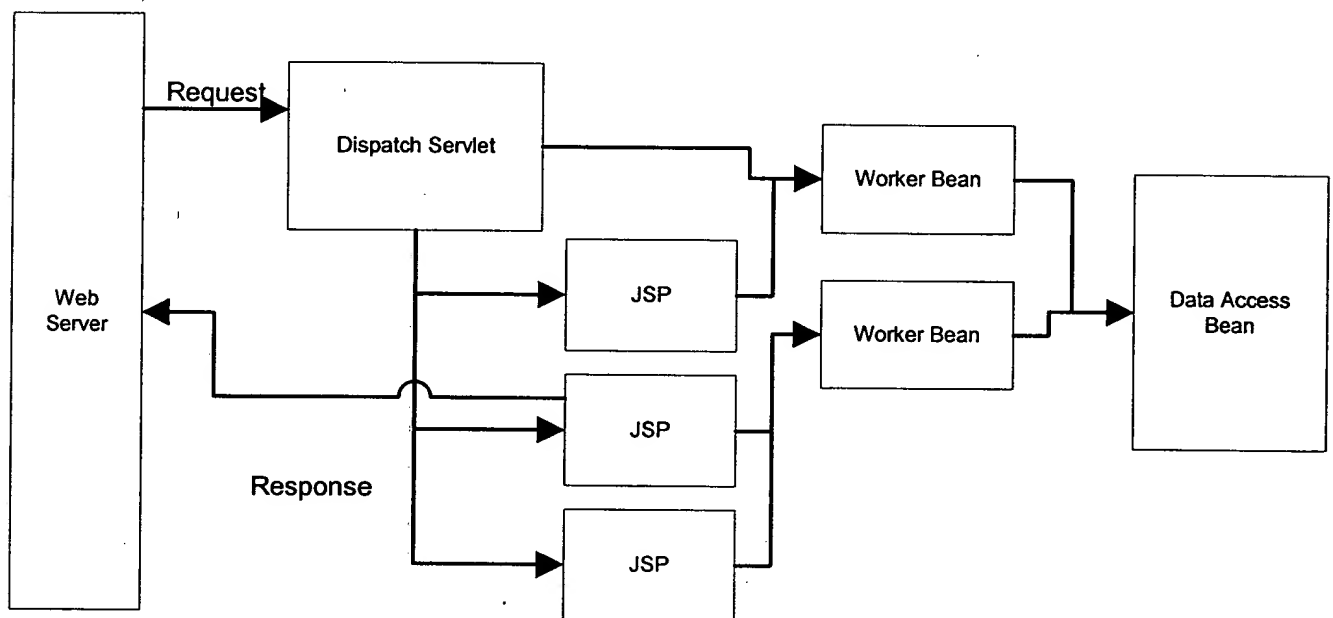 Request
Dispatch Servlet
Worker Bean
Web
Server
JSP
Worker Bean
Data Access
Bean
JSP
Response
JSP